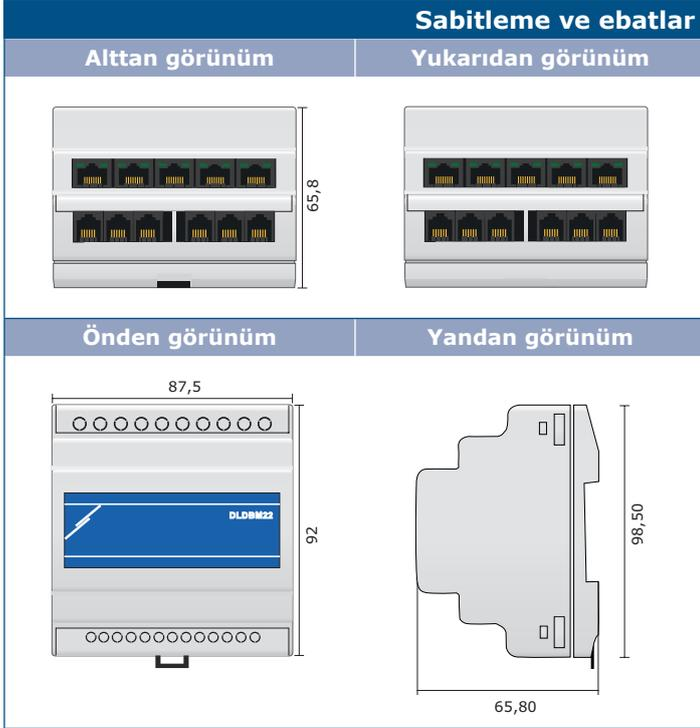 Sabitleme ve ebatlar
Alttan görünüm
Yukarıdan görünüm
65,8
Önden görünüm
Yandan görünüm
87,5
DLDBM22
92
98,50
65,80